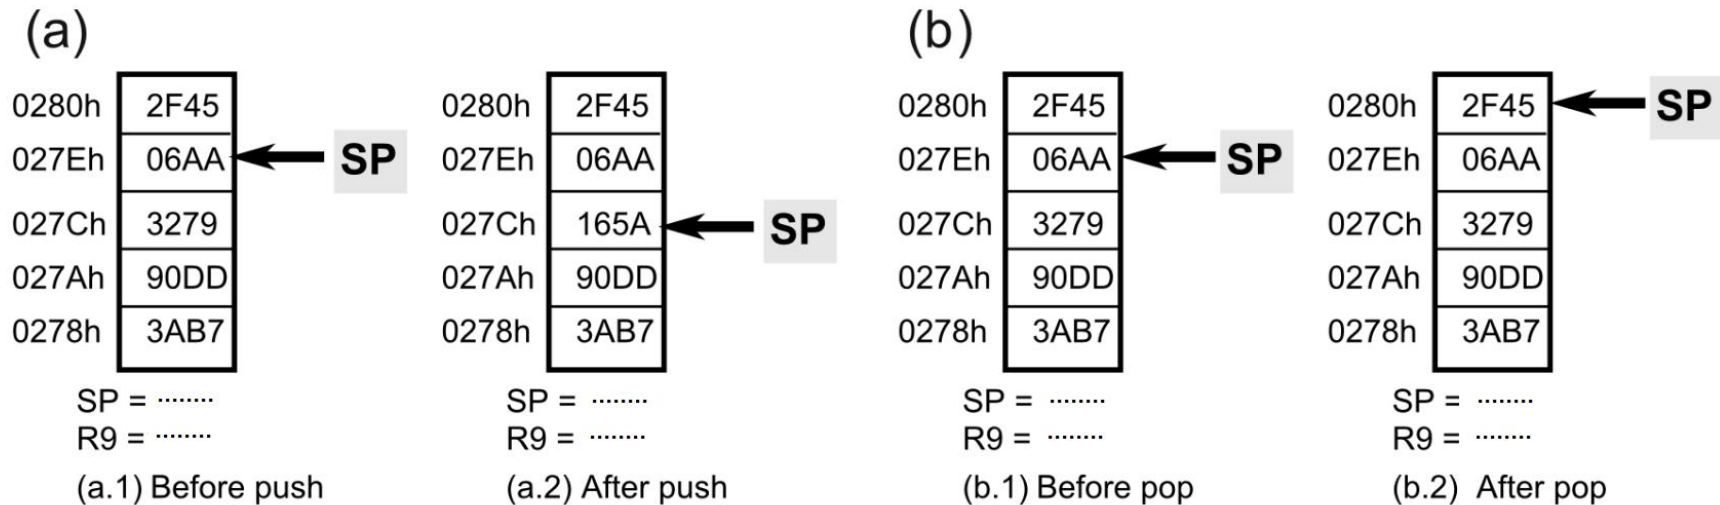 (a)
(b)
0280h 2F45
027Eh 06AA SP
027Ch 3279
027Ah 90DD
0278h 3AB7
SP = ........
R9 = ........
(a.1) Before push
0280h 2F45
027Eh 06AA
027Ch 165A SP
027Ah 90DD
0278h 3AB7
SP = ........
R9 = ........
(a.2) After push
0280h 2F45
027Eh 06AA SP
027Ch 3279
027Ah 90DD
0278h 3AB7
SP = ........
R9 = ........
(b.1) Before pop
0280h 2F45 SP
027Eh 06AA
027Ch 3279
027Ah 90DD
0278h 3AB7
SP = ........
R9 = ........
(b.2) After pop